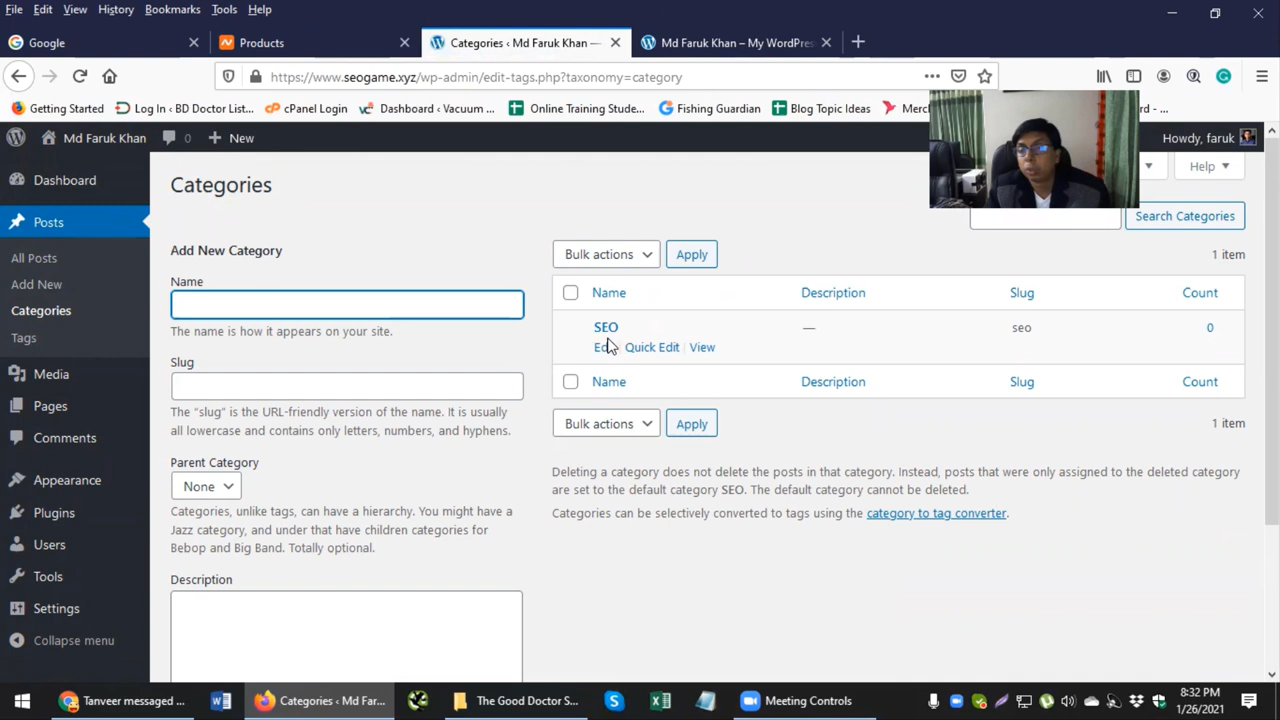 File Edit View History Bookmarks Tools Help
Google Products Categories ‹ Md Faruk Khan — Md Faruk Khan – My WordPres
https://www.seogame.xyz/wp-admin/edit-tags.php?taxonomy=category
Getting Started Log In ‹ BD Doctor List... cPanel Login Dashboard ‹ Vacuum ... Online Training Stude... Fishing Guardian Blog Topic Ideas
Md Faruk Khan 0 New Howdy, faruk
Dashboard
Posts
All Posts
Add New
Categories
Tags
Media
Pages
Comments
Appearance
Plugins
Users
Tools
Settings
Collapse menu
Categories
Help
Search Categories
Add New Category
Name
The name is how it appears on your site.
Slug
The “slug” is the URL-friendly version of the name. It is usually
all lowercase and contains only letters, numbers, and hyphens.
Parent Category
None
Categories, unlike tags, can have a hierarchy. You might have a
Jazz category, and under that have children categories for
Bebop and Big Band. Totally optional.
Description
Bulk actions Apply 1 item
Name Description Slug Count
SEO — seo 0
Quick Edit View
Name Description Slug Count
Bulk actions Apply 1 item
Deleting a category does not delete the posts in that category. Instead, posts that were only assigned to the deleted category
are set to the default category SEO. The default category cannot be deleted.
Categories can be selectively converted to tags using the category to tag converter.
Tanveer messaged ... Categories ‹ Md Far... The Good Doctor S... Meeting Controls
8:32 PM
1/26/2021